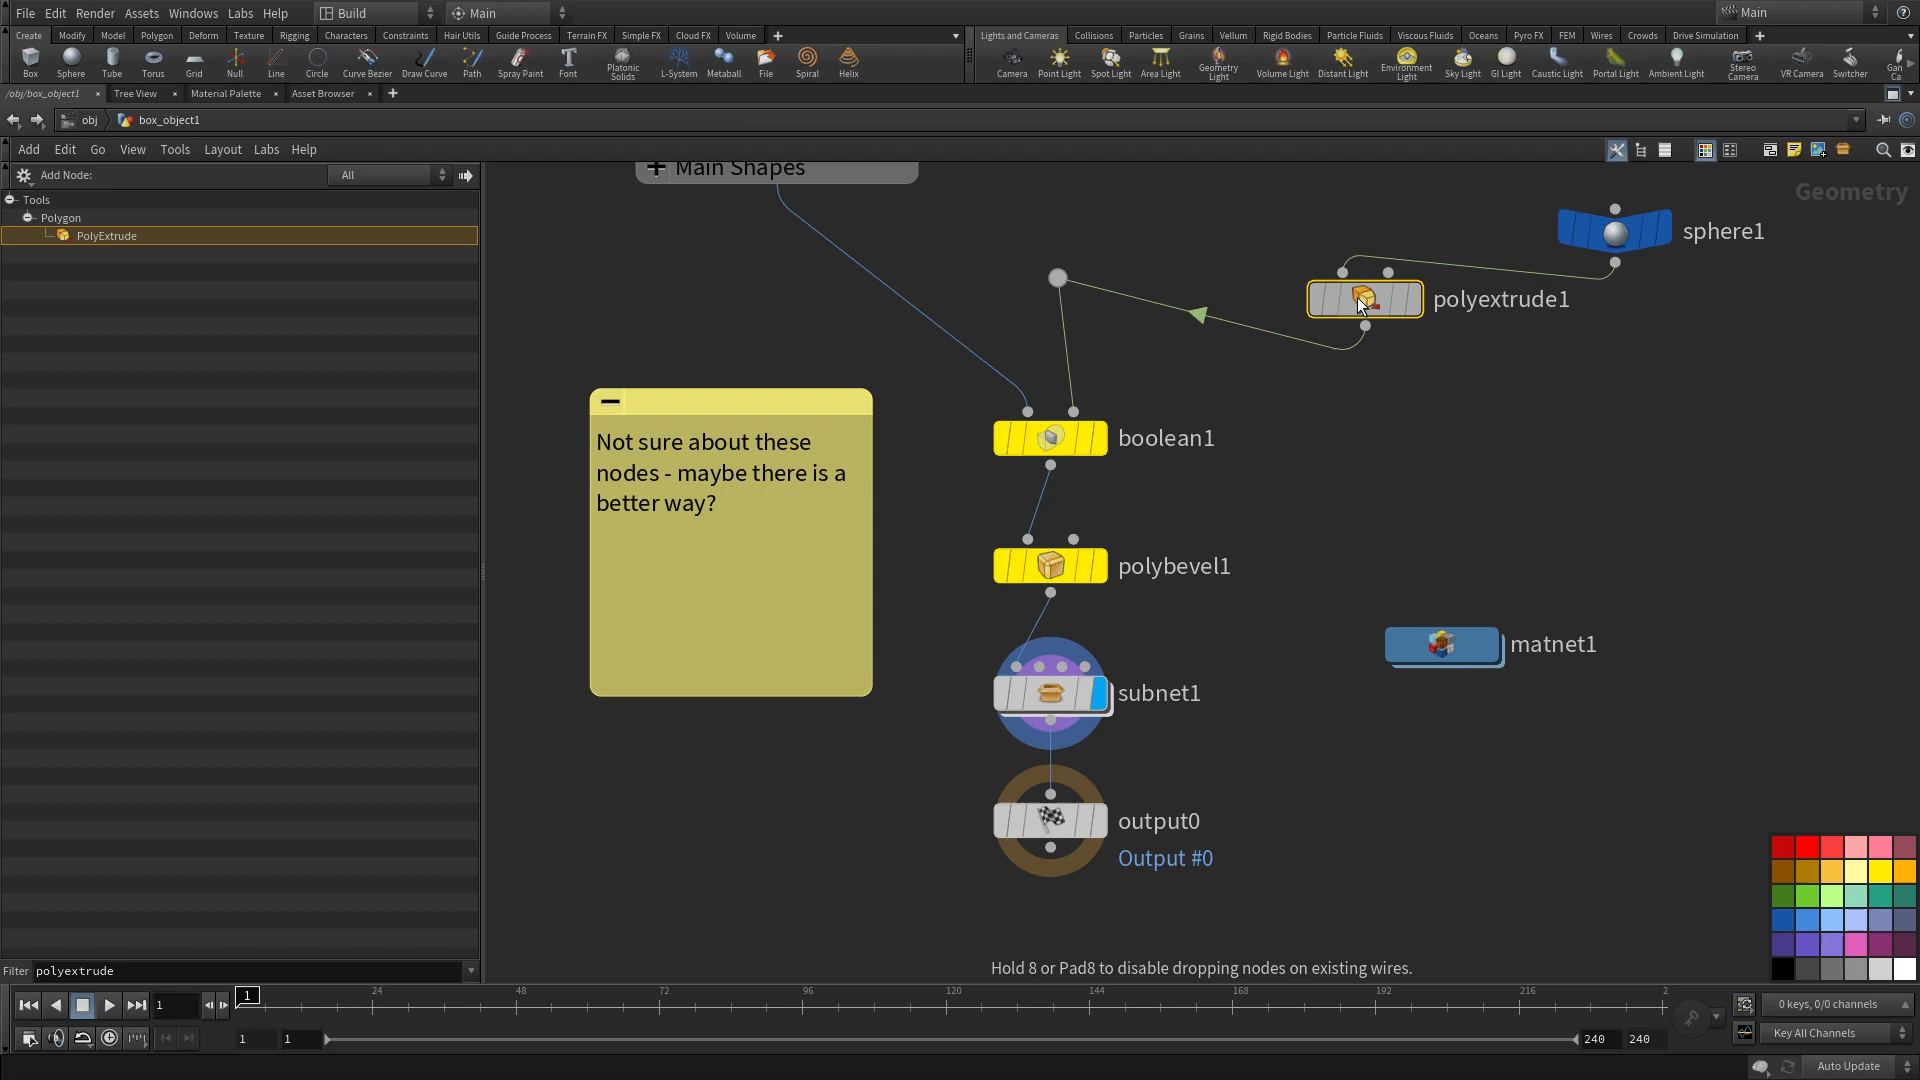 File Edit Render Assets Windows Labs Help Build Main Main
Create Modify Model Polygon Deform Texture Rigging Characters Constraints Hair Utils Guide Process Terrain FX Simple FX Cloud FX Volume
Lights and Cameras Collisions Particles Grains Vellum Rigid Bodies Particle Fluids Viscous Fluids Oceans Pyro FX FEM Wires Crowds Drive Simulation
Box Sphere Tube Torus Grid Null Line Circle Curve Bezier Draw Curve Path Spray Paint Font Platonic Solids L-System Metaball File Spiral Helix
Camera Point Light Spot Light Area Light Geometry Light Volume Light Distant Light Environment Light Sky Light GI Light Caustic Light Portal Light Ambient Light Stereo Camera VR Camera Switcher Gan Ca
/obj/box_object1 Tree View Material Palette Asset Browser
obj box_object1
Add Edit Go View Tools Layout Labs Help
Add Node: All
Tools
Polygon
PolyExtrude
Main Shapes
Geometry
sphere1
polyextrude1
boolean1
Not sure about these
nodes - maybe there is a
better way?
polybevel1
matnet1
subnet1
output0
Output #0
Hold 8 or Pad8 to disable dropping nodes on existing wires.
Filter polyextrude
1 1 24 48 72 96 120 144 168 192 216 2
0 keys, 0/0 channels
1 1 240 240
Key All Channels
Auto Update